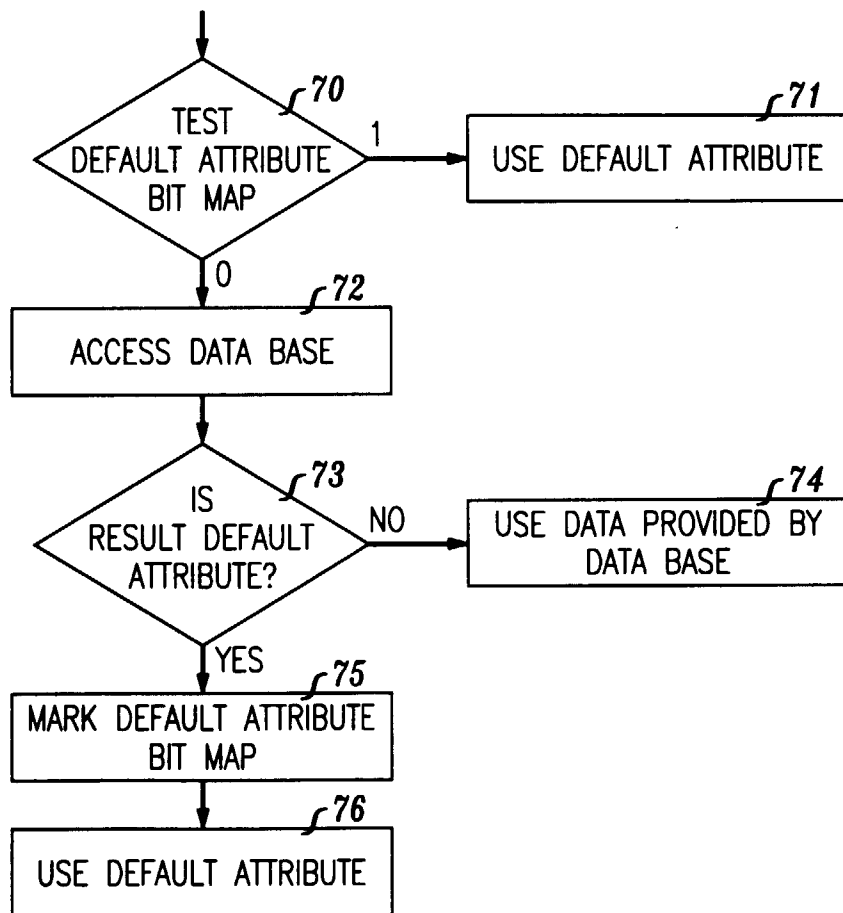 70
TEST
DEFAULT ATTRIBUTE
BIT MAP
1
71
USE DEFAULT ATTRIBUTE
0
72
ACCESS DATA BASE
73
IS
RESULT DEFAULT
ATTRIBUTE?
NO
74
USE DATA PROVIDED BY
DATA BASE
YES
75
MARK DEFAULT ATTRIBUTE
BIT MAP
76
USE DEFAULT ATTRIBUTE